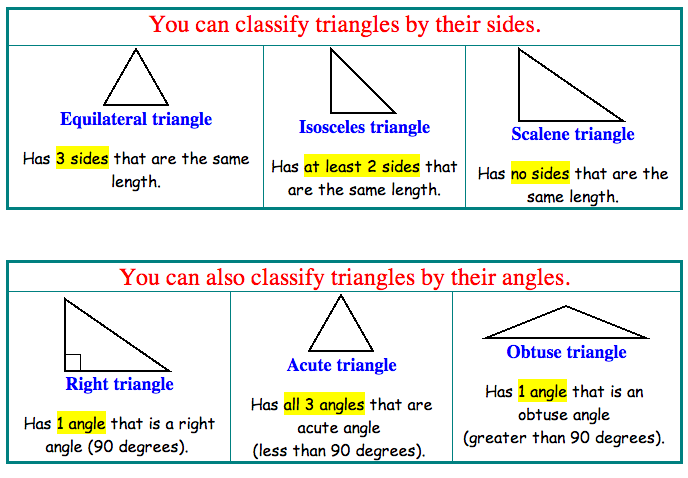 You can classify triangles by their sides.
Equilateral triangle
Has 3 sides that are the same
length.
Isosceles triangle
Has at least 2 sides that
are the same length.
Scalene triangle
Has no sides that are the
same length.
You can also classify triangles by their angles.
Right triangle
Has 1 angle that is a right
angle (90 degrees).
Acute triangle
Has all 3 angles that are
acute angle
(less than 90 degrees).
Obtuse triangle
Has 1 angle that is an
obtuse angle
(greater than 90 degrees).